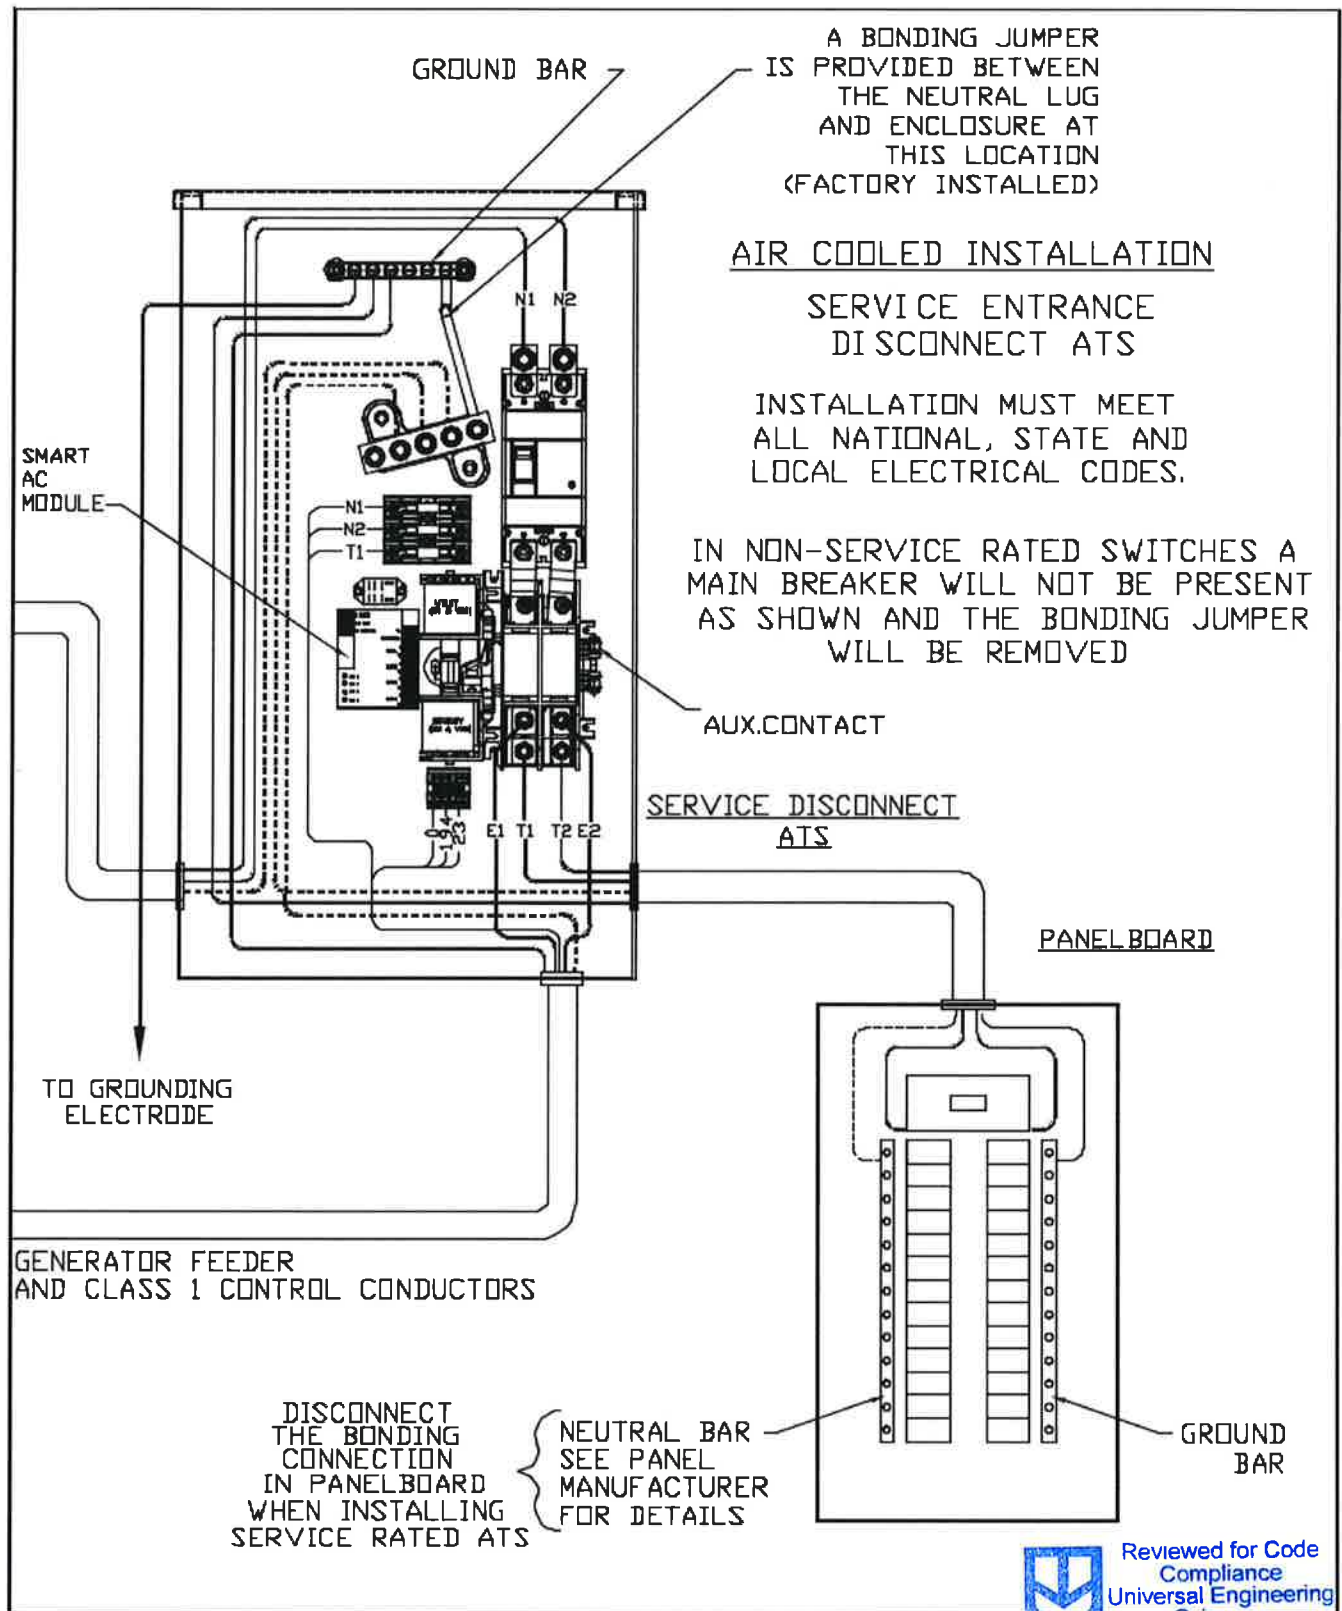 GROUND BAR
A BONDING JUMPER
IS PROVIDED BETWEEN
THE NEUTRAL LUG
AND ENCLOSURE AT
THIS LOCATION
(FACTORY INSTALLED)
AIR COOLED INSTALLATION
SERVICE ENTRANCE
DISCONNECT ATS
INSTALLATION MUST MEET
ALL NATIONAL, STATE AND
LOCAL ELECTRICAL CODES.
IN NON-SERVICE RATED SWITCHES A
MAIN BREAKER WILL NOT BE PRESENT
AS SHOWN AND THE BONDING JUMPER
WILL BE REMOVED
N1 N2
SMART
AC
MODULE
N1
N2
T1
UTILITY
AUX.CONTACT
SERVICE DISCONNECT
ATS
E1 T1 T2 E2
0
194
23
PANELBOARD
TO GROUNDING
ELECTRODE
GENERATOR FEEDER
AND CLASS 1 CONTROL CONDUCTORS
DISCONNECT
THE BONDING
CONNECTION
IN PANELBOARD
WHEN INSTALLING
SERVICE RATED ATS
NEUTRAL BAR
SEE PANEL
MANUFACTURER
FOR DETAILS
GROUND
BAR
Reviewed for Code
Compliance
Universal Engineering